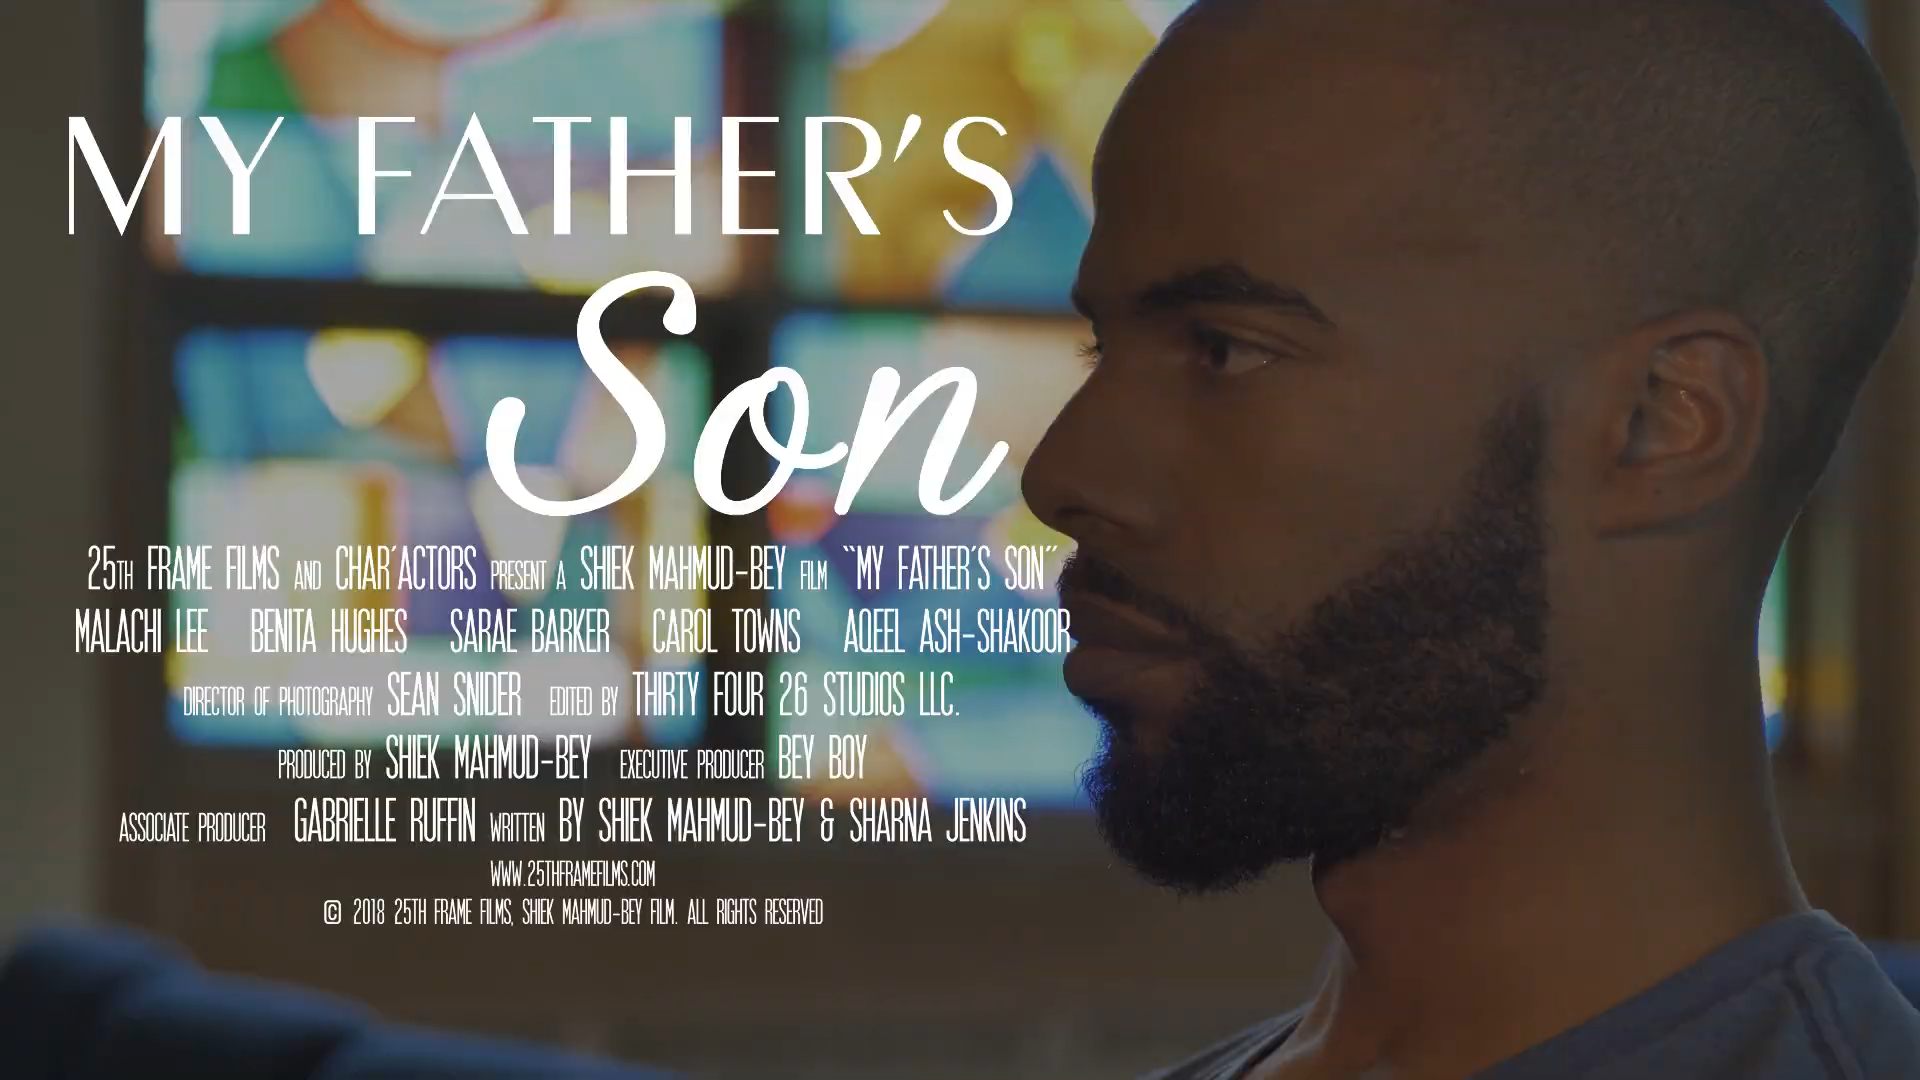 MY FATHER'S
Son
25TH FRAME FILMS AND CHAR'ACTORS PRESENT A SHIEK MAHMUD-BEY FILM "MY FATHER'S SON"
MALACHI LEE BENITA HUGHES SARAE BARKER CAROL TOWNS AQEEL ASH-SHAKOOR
DIRECTOR OF PHOTOGRAPHY SEAN SNIDER EDITED BY THIRTY FOUR 26 STUDIOS LLC.
PRODUCED BY SHIEK MAHMUD-BEY EXECUTIVE PRODUCER BEY BOY
ASSOCIATE PRODUCER GABRIELLE RUFFIN WRITTEN BY SHIEK MAHMUD-BEY & SHARNA JENKINS
WWW.25THFRAMEFILMS.COM
© 2018 25TH FRAME FILMS, SHIEK MAHMUD-BEY FILM. ALL RIGHTS RESERVED